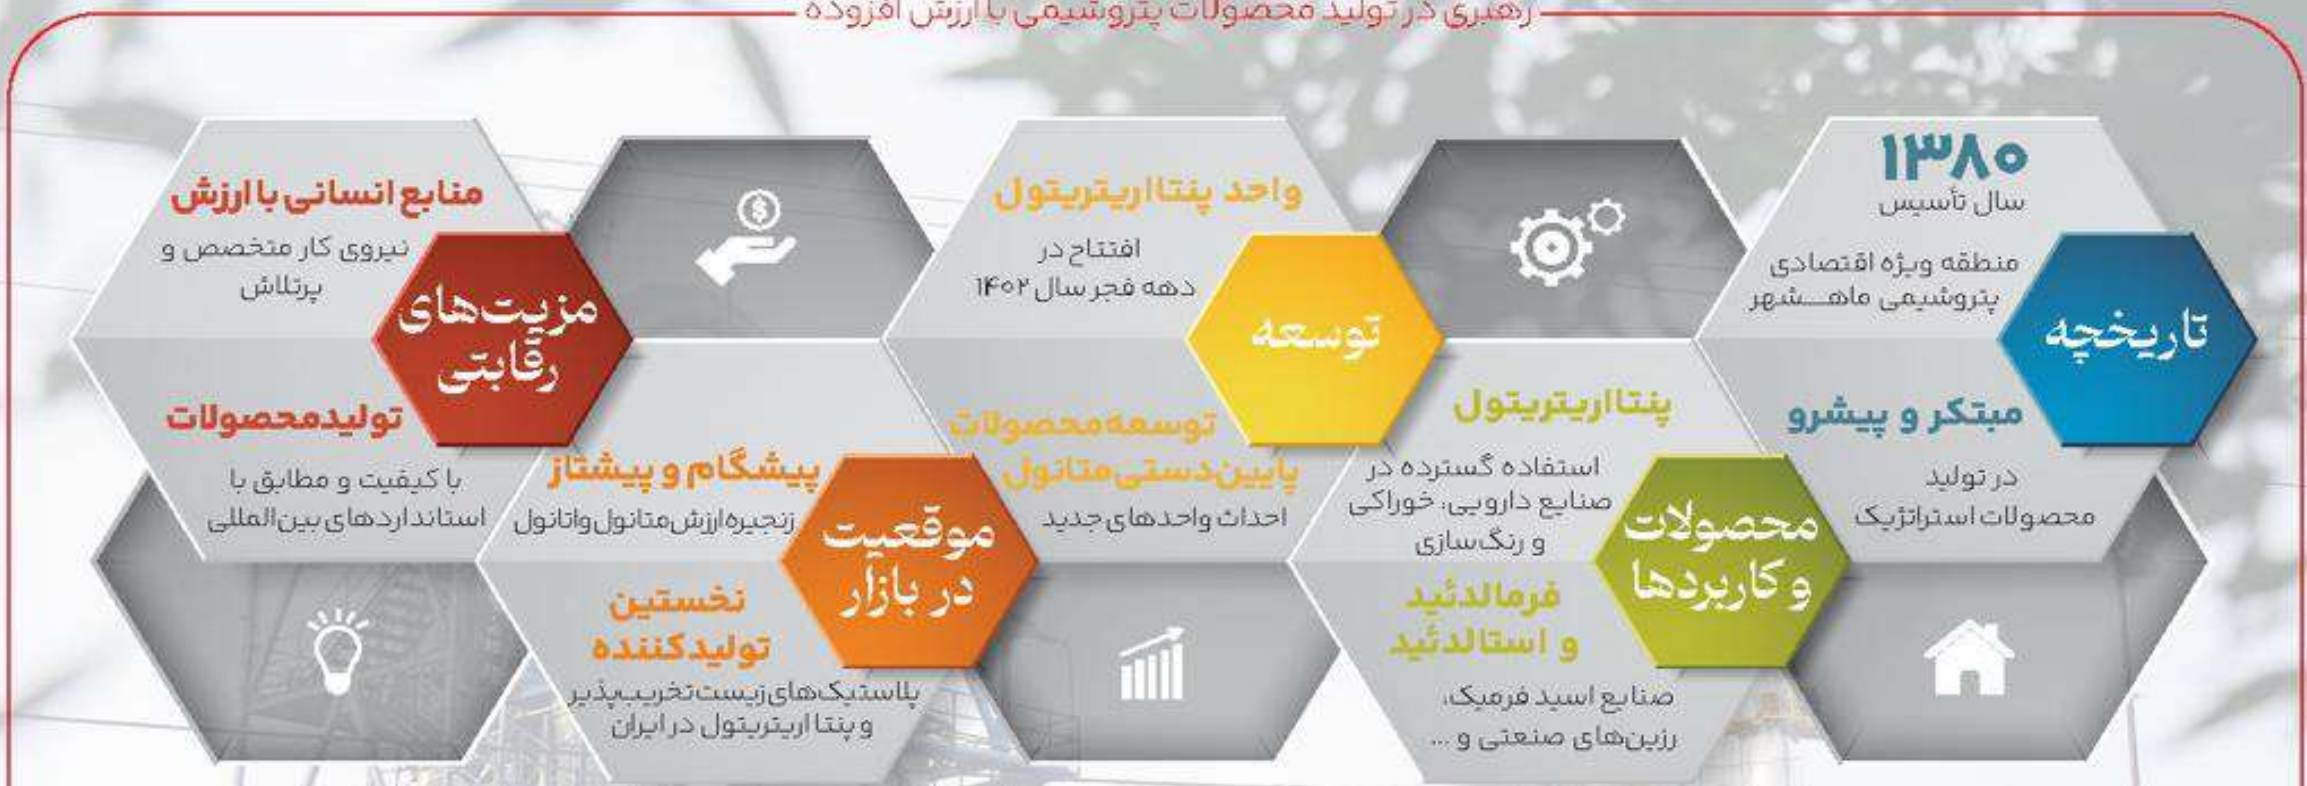 رهبری در تولید محصولات پتروشیمی با ارزش افزوده
۱۳۸۰
سال تأسیس
منطقه ویژه اقتصادی
پتروشیمی ماهـشهر
تاریخچه
مبتکر و پیشرو
در تولید
محصولات استراتژیک
پنتااریتریتول
استفاده گسترده در
صنایع دارویی، خوراکی
و رنگ‌سازی
محصولات
و کاربردها
فرمالدئید
و استالدئید
صنایع اسید فرمیک،
رزین‌های صنعتی و ...
واحد پنتااریتریتول
افتتاح در
دهه فجر سال ۱۴۰۲
توسعه
توسعه محصولات
پایین‌دستی متانول
احداث واحدهای جدید
پیشگام و پیشتاز
زنجیره ارزش متانول و اتانول
موقعیت
در بازار
نخستین
تولیدکننده
پلاستیک‌های زیست‌تخریب‌پذیر
و پنتا اریتریتول در ایران
منابع انسانی با ارزش
نیروی کار متخصص و
پرتلاش
مزیت‌های
رقابتی
تولید محصولات
با کیفیت و مطابق با
استانداردهای بین‌المللی